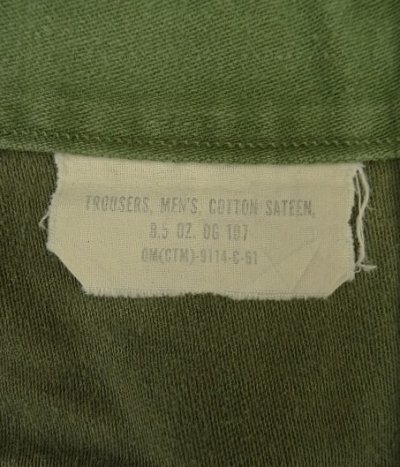 TROUSERS, MEN'S, COTTON SATEEN,
8.5 OZ. OG 107
QM(CTM)-9114-C-61